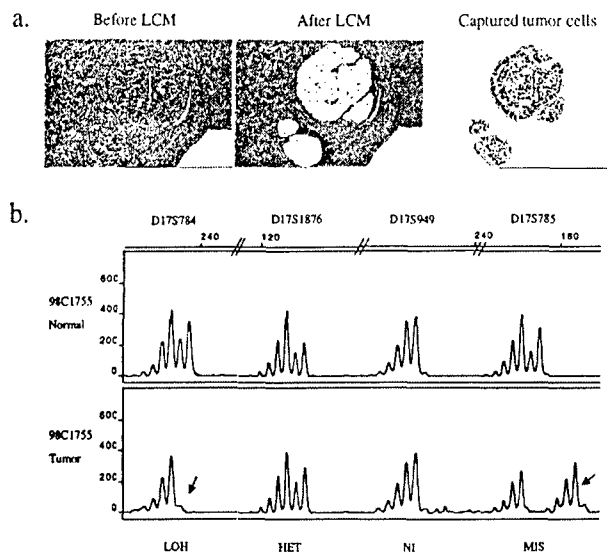 a.
Before LCM
After LCM
Captured tumor cells
b.
D17S784
D17S1876
D17S949
D17S785
240
120
240
180
98C1755
Normal
600
400
200
0
98C1755
Tumor
600
400
200
0
LOH
HET
NI
MIS